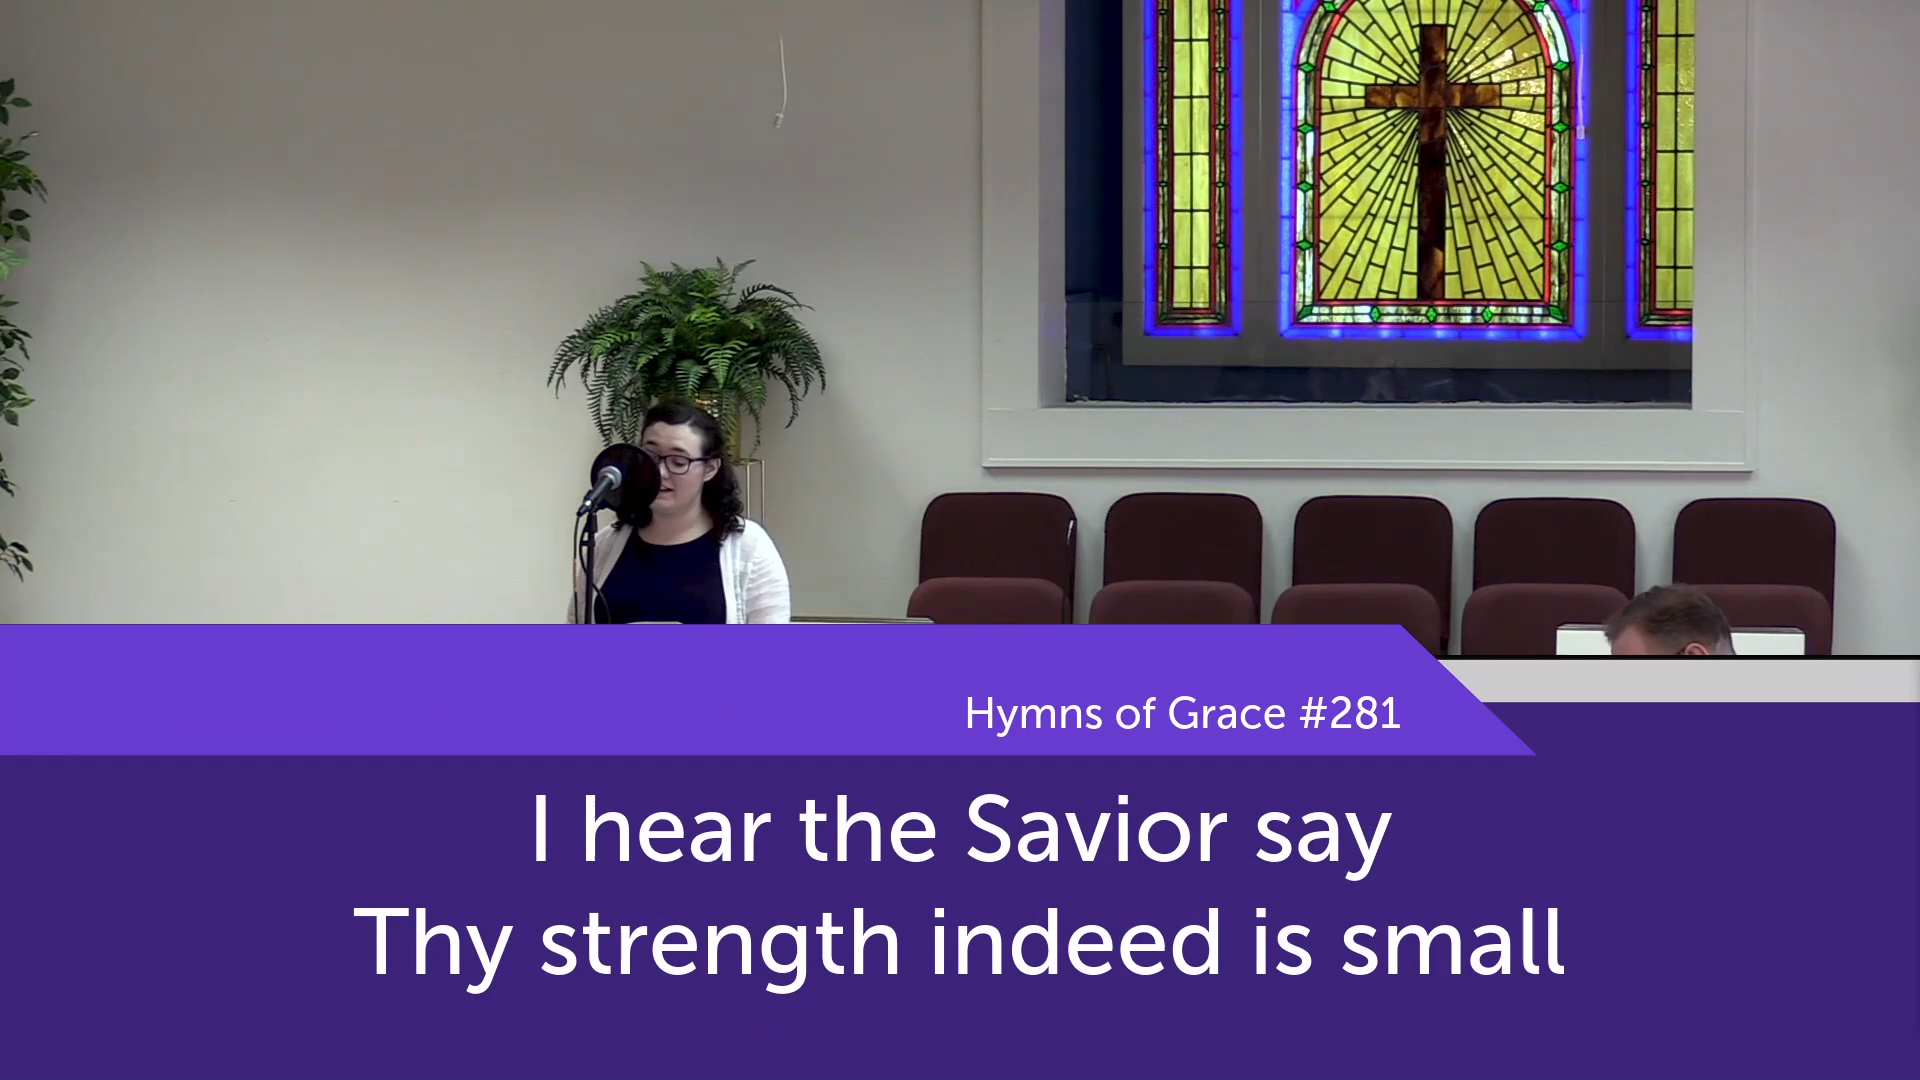 Hymns of Grace #281
I hear the Savior say
Thy strength indeed is small